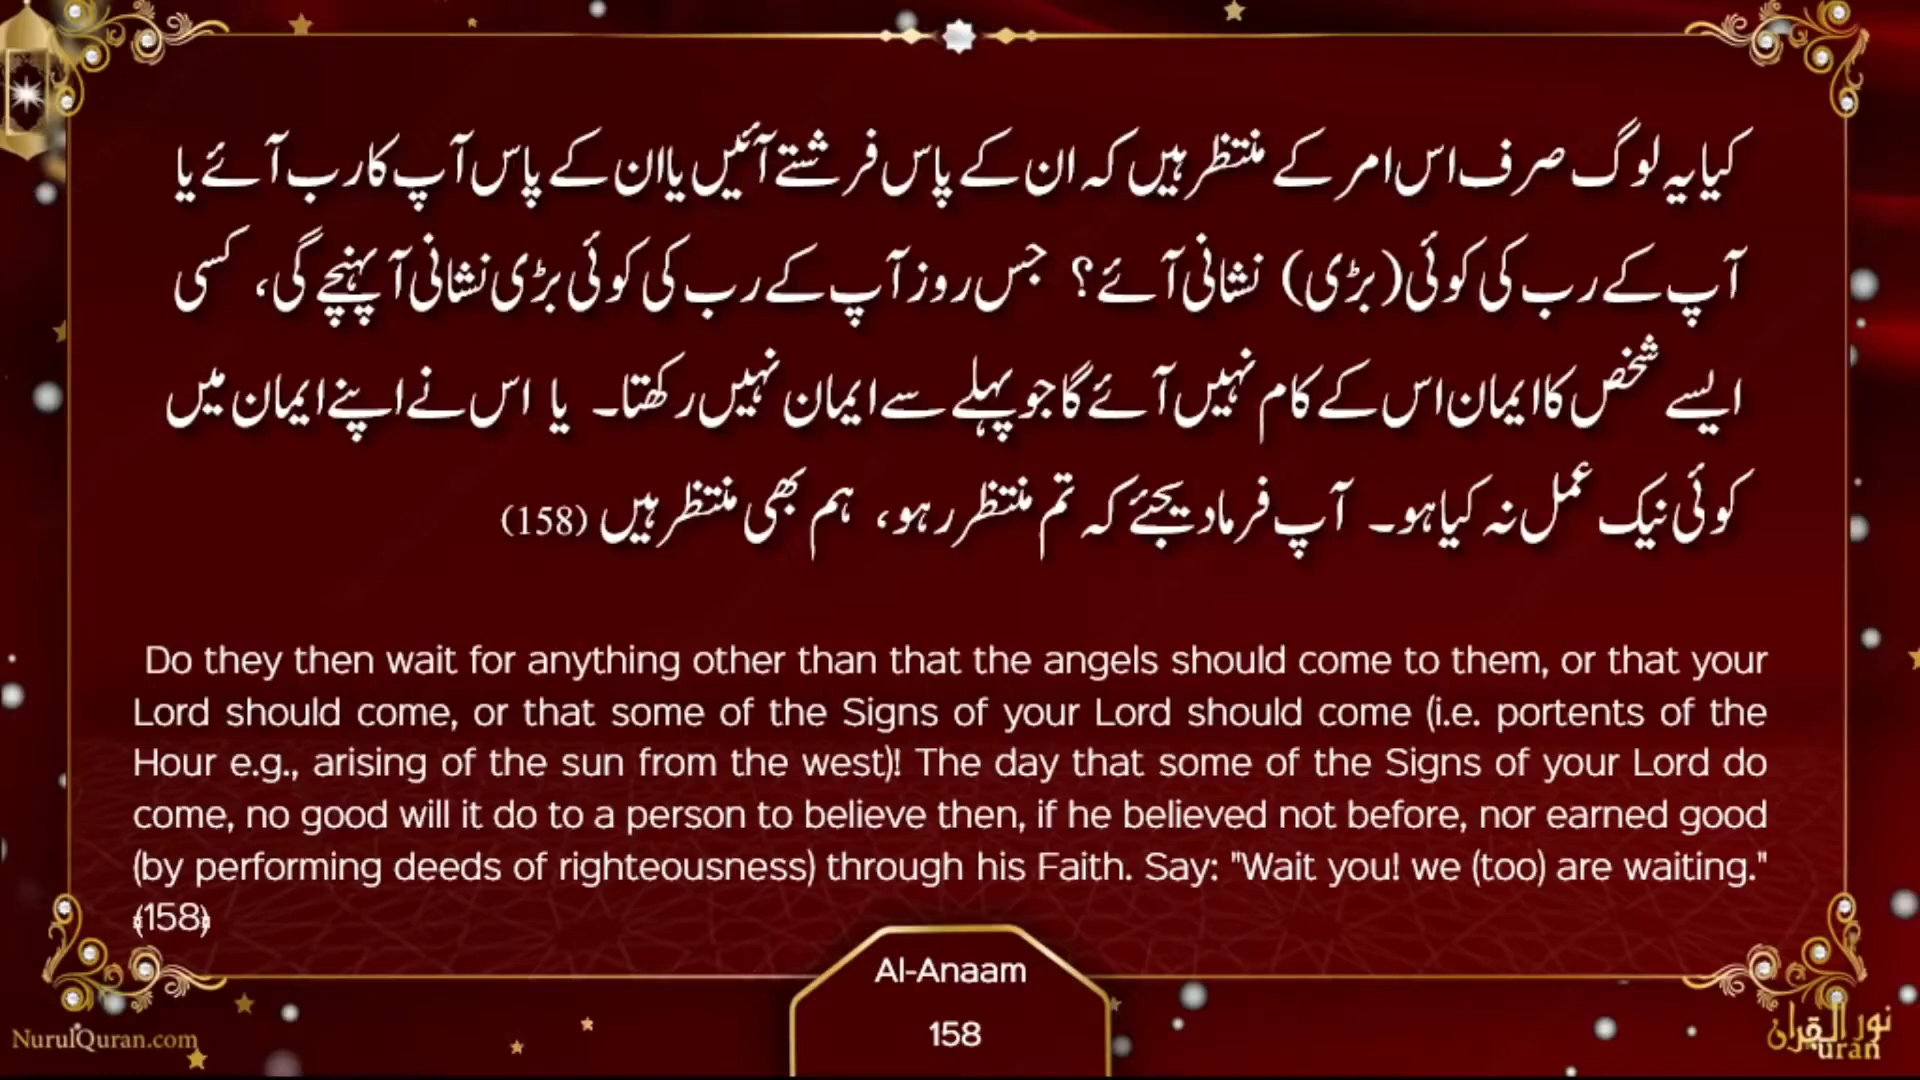 کیا یہ لوگ صرف اس امر کے منتظر ہیں کہ ان کے پاس فرشتے آئیں یا ان کے پاس آپ کا رب آئے یا
آپ کے رب کی کوئی (بڑی) نشانی آئے؟ جس روز آپ کے رب کی کوئی بڑی نشانی آ پہنچے گی، کسی
ایسے شخص کا ایمان اس کے کام نہیں آئے گا جو پہلے سے ایمان نہیں رکھتا۔ یا اس نے اپنے ایمان میں
کوئی نیک عمل نہ کیا ہو۔ آپ فرما دیجئے کہ تم منتظر رہو، ہم بھی منتظر ہیں (158)
Do they then wait for anything other than that the angels should come to them, or that your
Lord should come, or that some of the Signs of your Lord should come (i.e. portents of the
Hour e.g., arising of the sun from the west)! The day that some of the Signs of your Lord do
come, no good will it do to a person to believe then, if he believed not before, nor earned good
(by performing deeds of righteousness) through his Faith. Say: "Wait you! we (too) are waiting."
﴾158﴿
Al-Anaam
158
NurulQuran.com
نور القرآن
uran